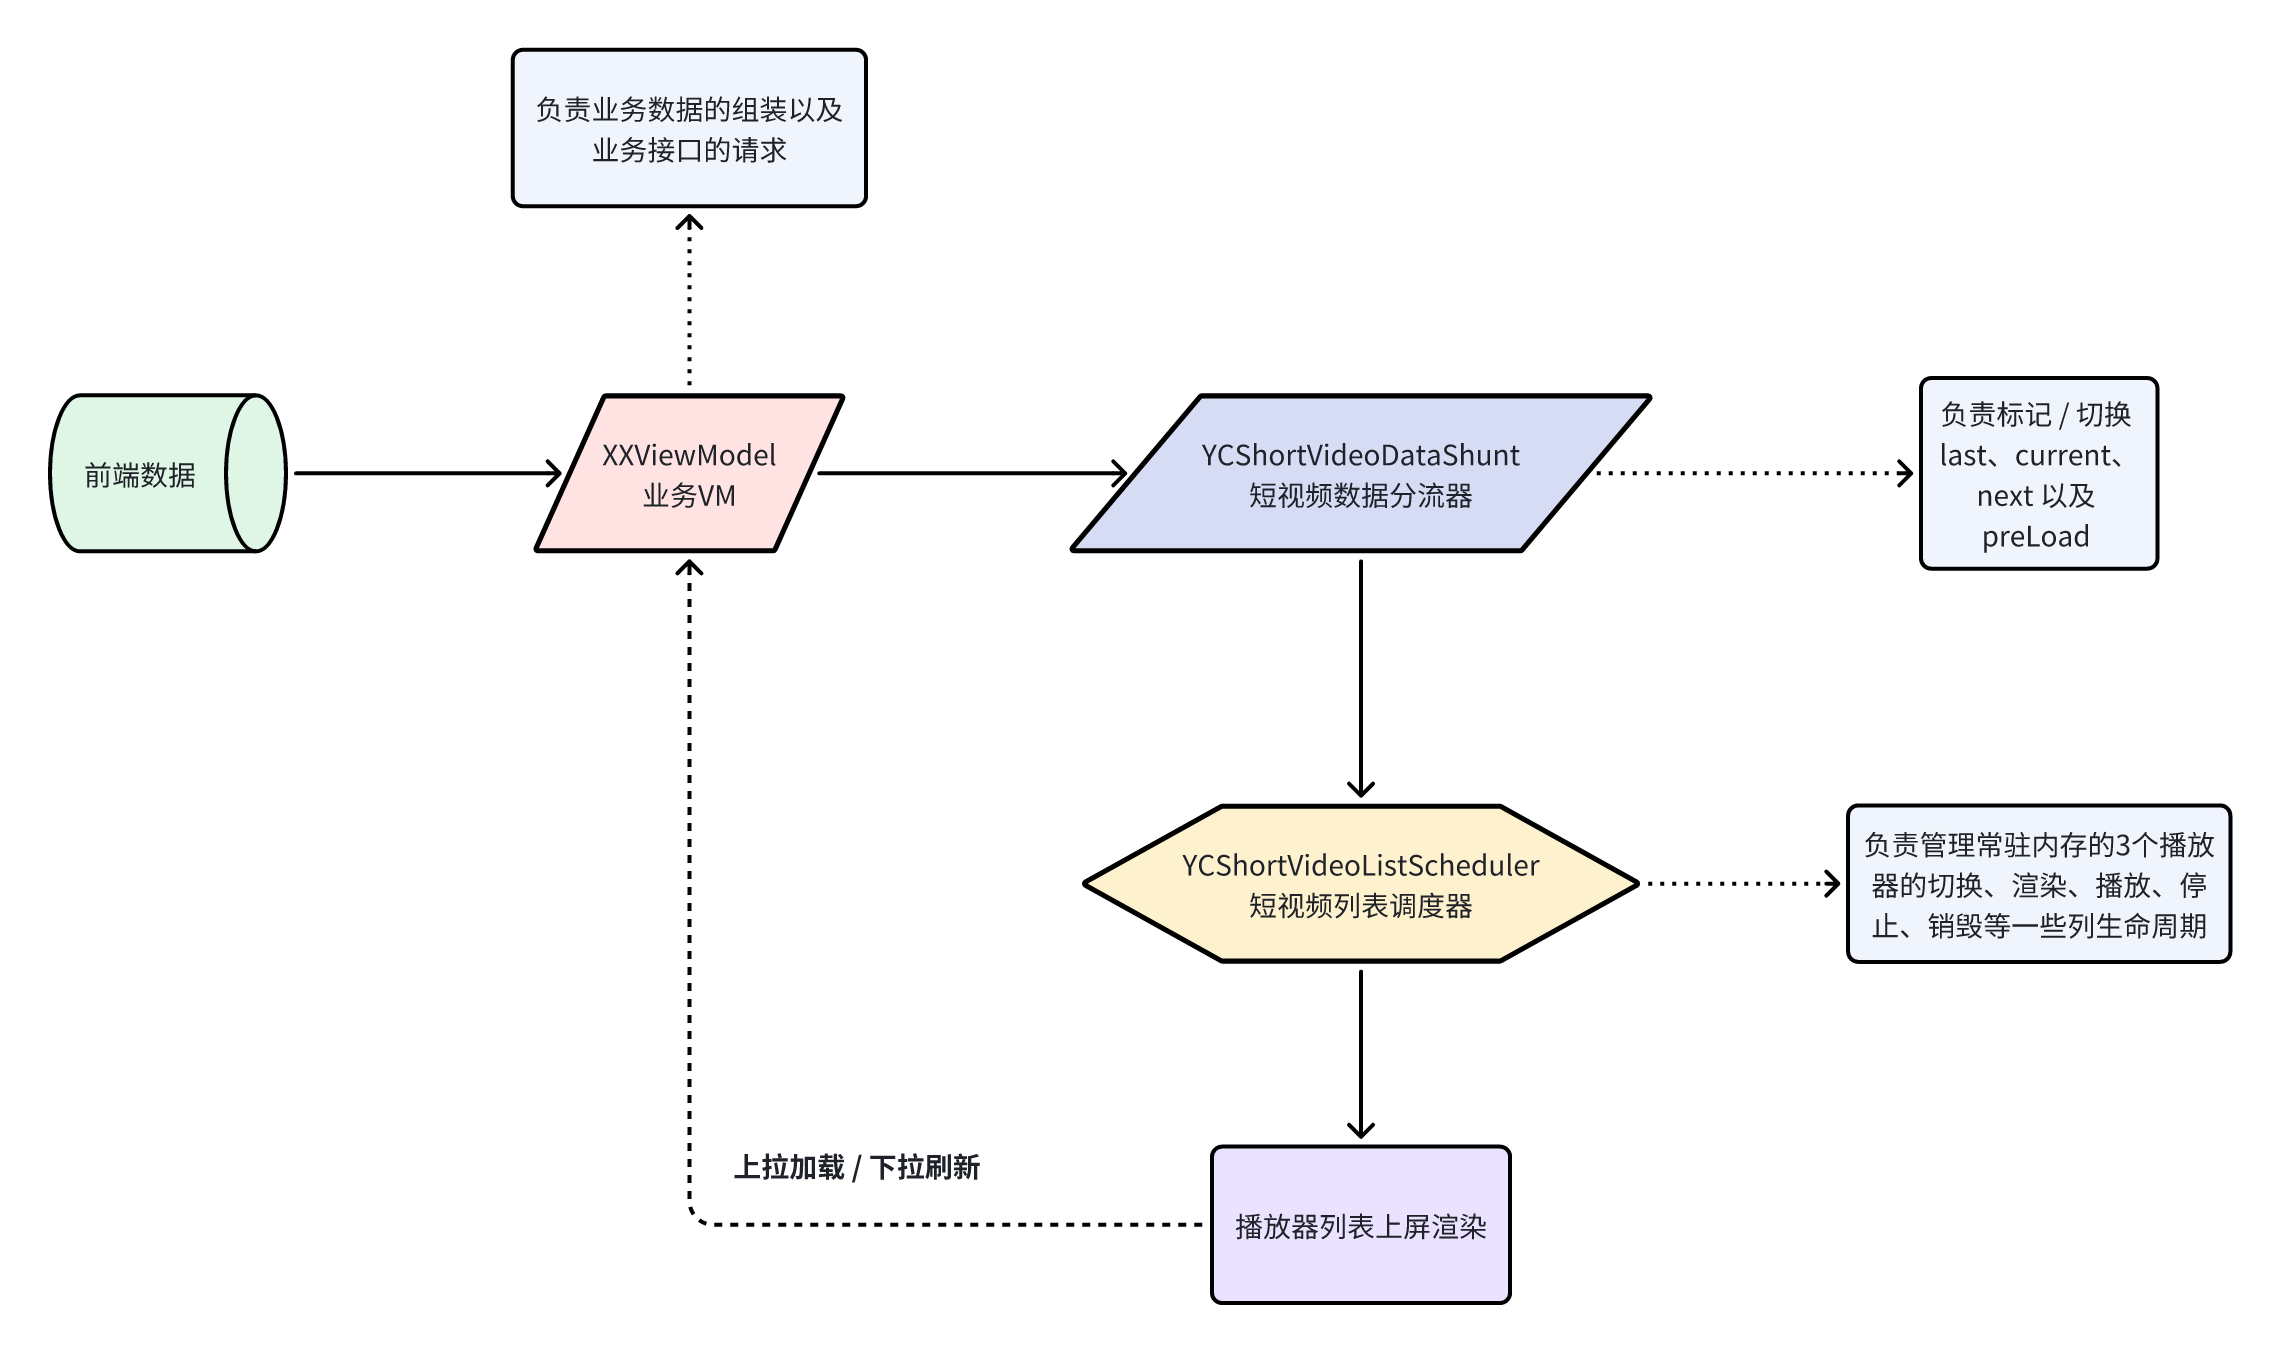 负责业务数据的组装以及
业务接口的请求
前端数据
XXViewModel
业务VM
YCShortVideoDataShunt
短视频数据分流器
负责标记 / 切换
last、current、
next 以及
preLoad
YCShortVideoListScheduler
短视频列表调度器
负责管理常驻内存的3个播放
器的切换、渲染、播放、停
止、销毁等一些列生命周期
上拉加载 / 下拉刷新
播放器列表上屏渲染